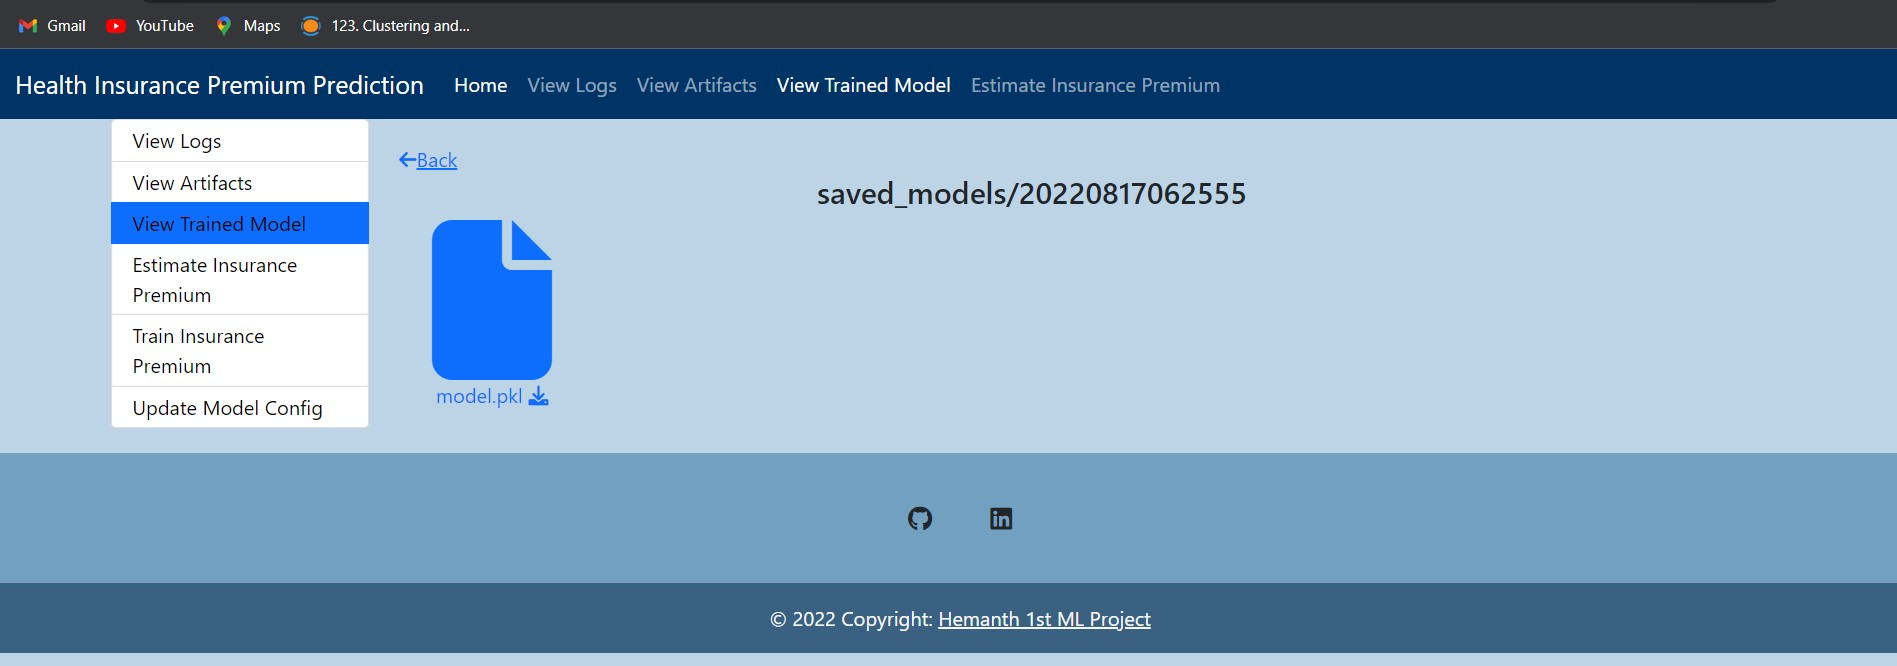 Gmail YouTube Maps 123. Clustering and...
Health Insurance Premium Prediction Home View Logs View Artifacts View Trained Model Estimate Insurance Premium
View Logs
View Artifacts
View Trained Model
Estimate Insurance
Premium
Train Insurance
Premium
Update Model Config
Back
saved_models/20220817062555
model.pkl
in
© 2022 Copyright: Hemanth 1st ML Project